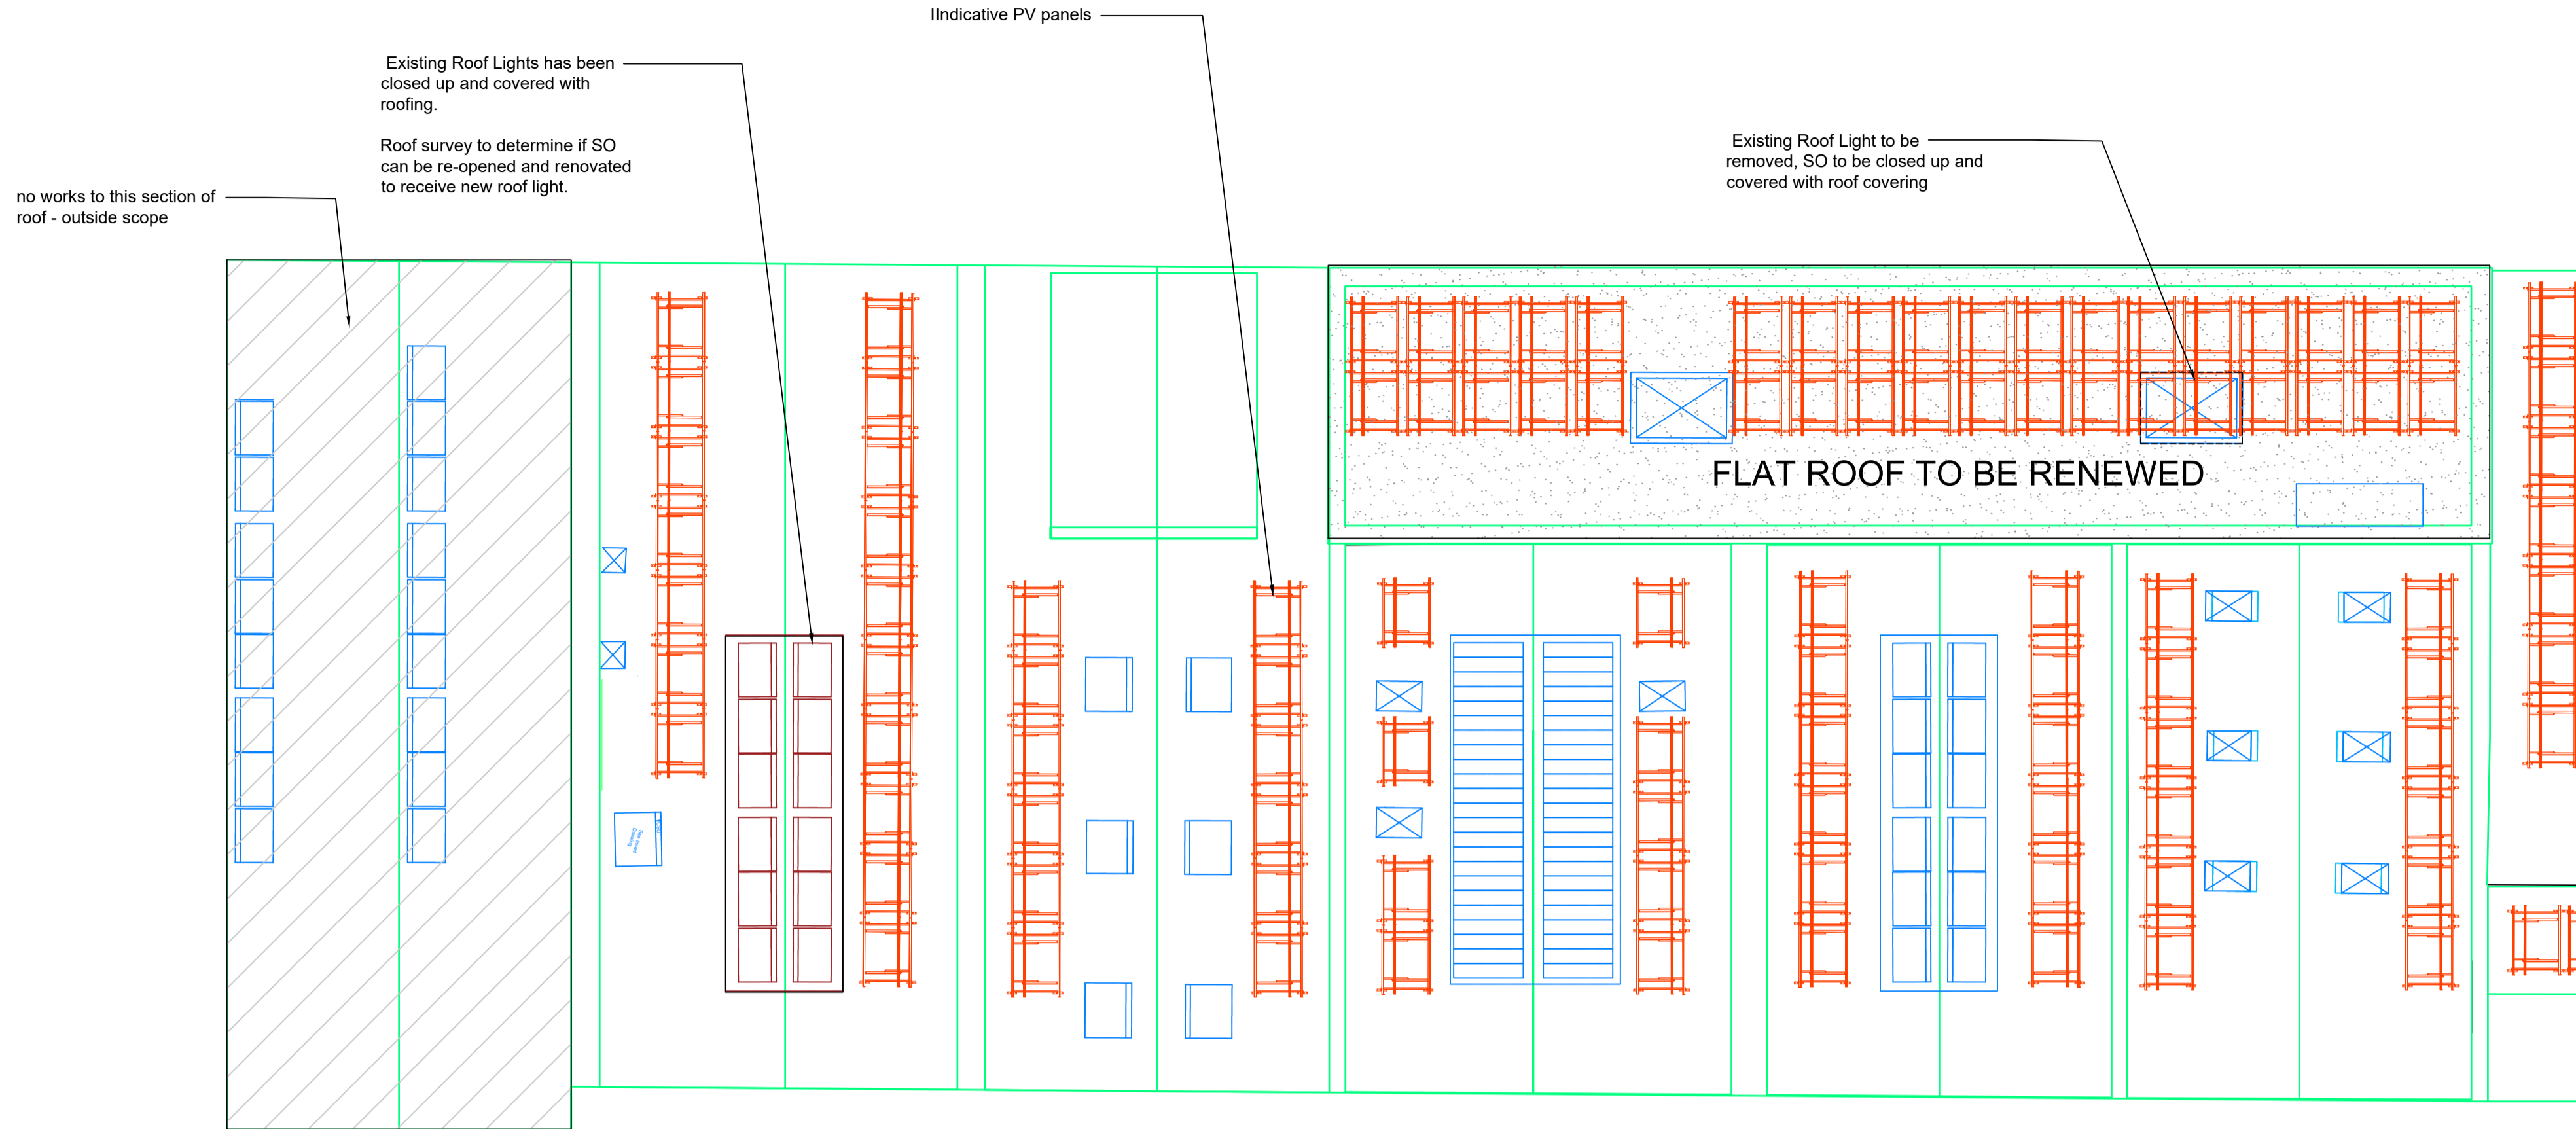 IIndicative PV panels
Existing Roof Lights has been
closed up and covered with
roofing.
Roof survey to determine if SO
can be re-opened and renovated
to receive new roof light.
Existing Roof Light to be
removed, SO to be closed up and
covered with roof covering
no works to this section of
roof - outside scope
FLAT ROOF TO BE RENEWED